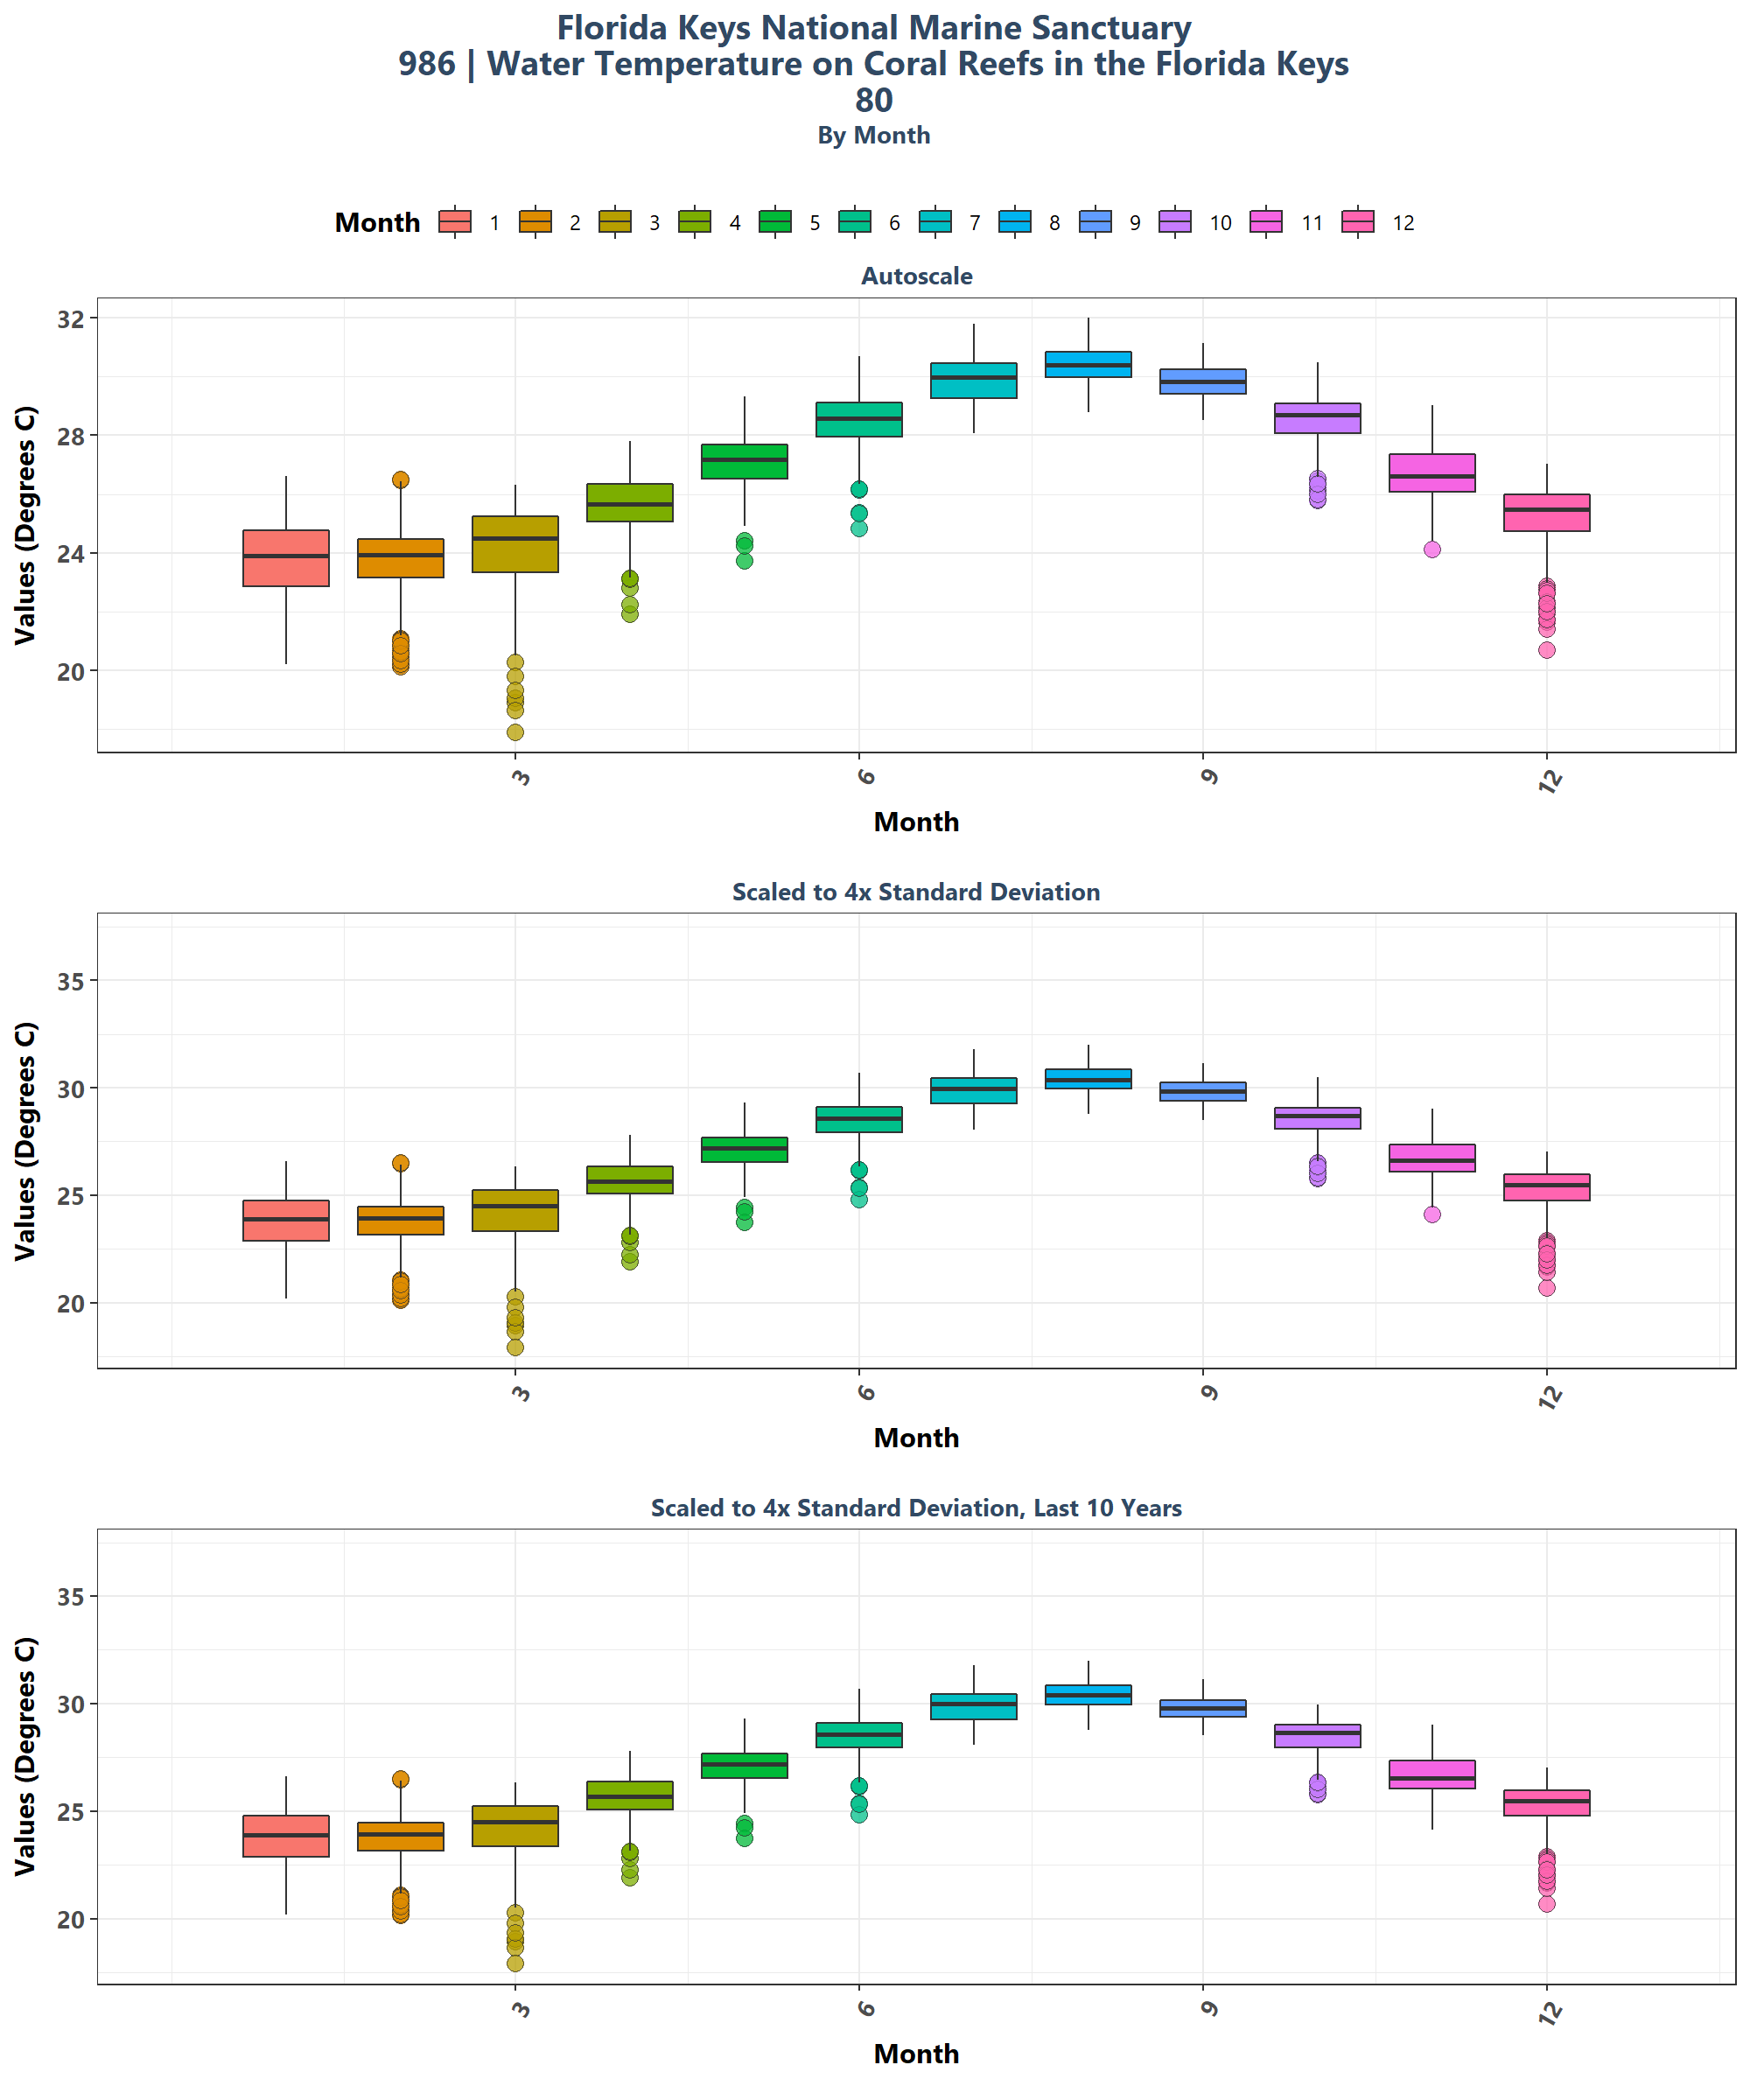 Florida Keys National Marine Sanctuary
986 | Water Temperature on Coral Reefs in the Florida Keys
80
By Month
Month 1 2 3 4 5 6 7 8 9 10 11 12
Autoscale
Values (Degrees C)
32
28
24
20
3 6 9 12
Month
Scaled to 4x Standard Deviation
Values (Degrees C)
35
30
25
20
3 6 9 12
Month
Scaled to 4x Standard Deviation, Last 10 Years
Values (Degrees C)
35
30
25
20
3 6 9 12
Month